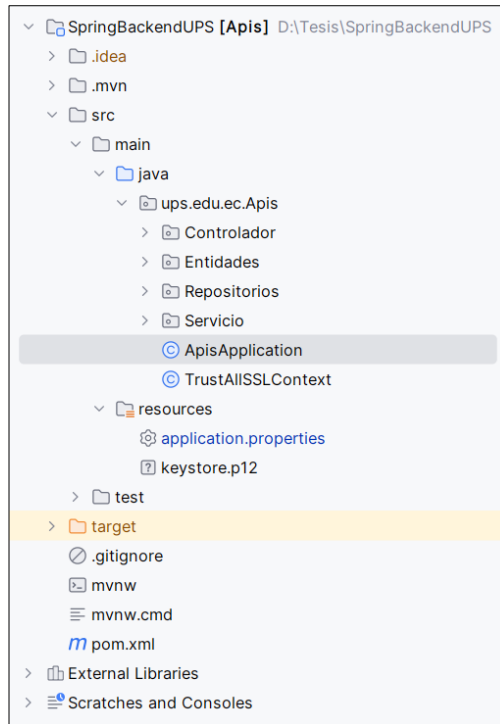 SpringBackendUPS [Apis] D:\Tesis\SpringBackendUPS
.idea
.mvn
src
main
java
ups.edu.ec.Apis
Controlador
Entidades
Repositorios
Servicio
ApisApplication
TrustAllSSLContext
resources
application.properties
keystore.p12
test
target
.gitignore
mvnw
mvnw.cmd
pom.xml
External Libraries
Scratches and Consoles